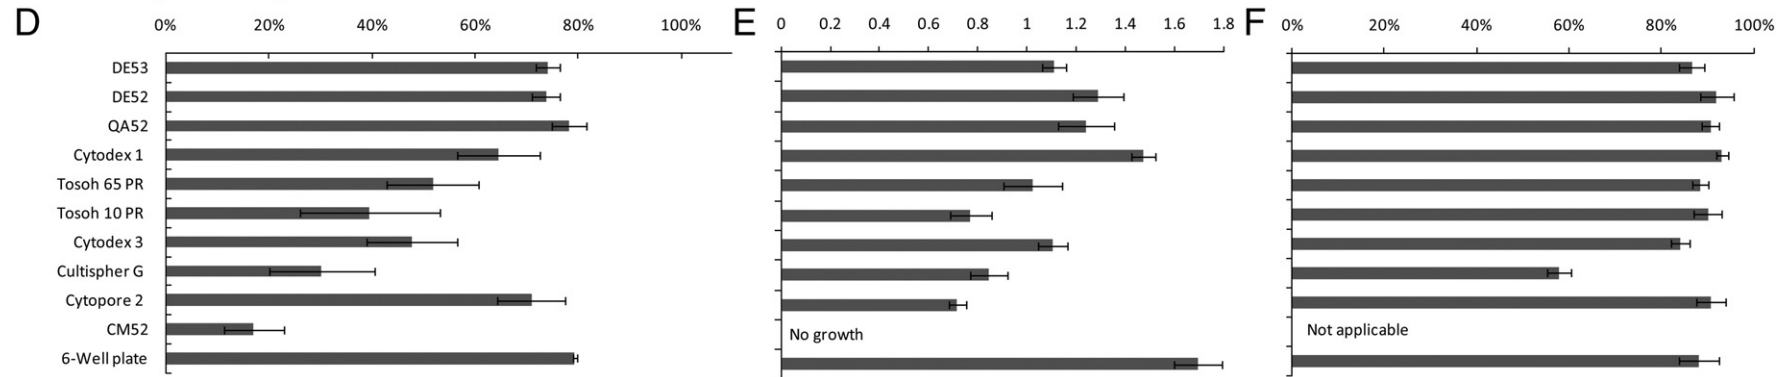 D 0% 20% 40% 60% 80% 100% E 0 0.2 0.4 0.6 0.8 1 1.2 1.4 1.6 1.8 F 0% 20% 40% 60% 80% 100%
DE53
DE52
QA52
Cytodex 1
Tosoh 65 PR
Tosoh 10 PR
Cytodex 3
Cultispher G
Cytopore 2
CM52 No growth Not applicable
6-Well plate